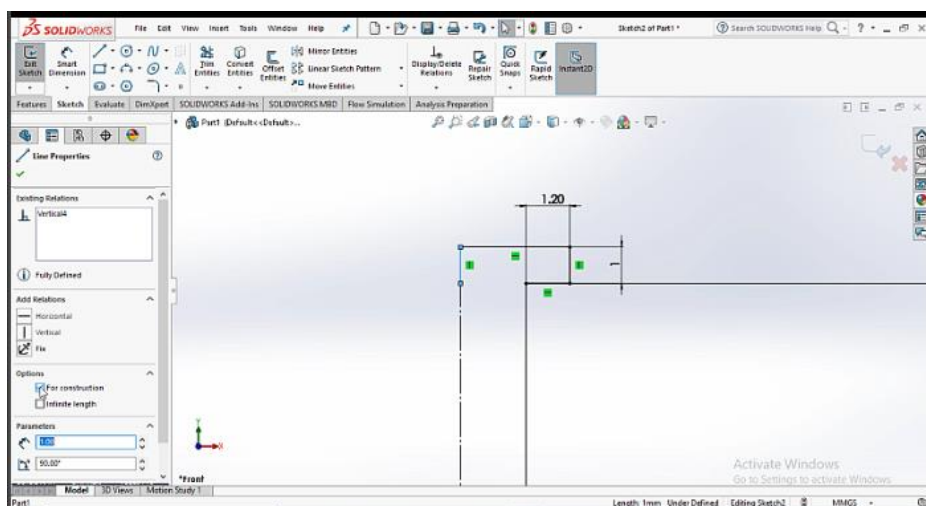 SOLIDWORKS File Edit View Insert Tools Window Help Sketch2 of Part1 * Search SOLIDWORKS Help
Exit Sketch Smart Dimension Trim Entities Convert Entities Offset Entities Mirror Entities Linear Sketch Pattern Move Entities Display/Delete Relations Repair Sketch Quick Snaps Rapid Sketch Instant2D
Features Sketch Evaluate DimXpert SOLIDWORKS Add-Ins SOLIDWORKS MBD Flow Simulation Analysis Preparation
Part1 (Default<<Default>...
Line Properties
Existing Relations
Vertical4
Fully Defined
Add Relations
Horizontal
Vertical
Fix
Options
For construction
Infinite length
Parameters
1.00
90.00°
1.20
1
Y
X
*Front
Activate Windows
Go to Settings to activate Windows
Model 3D Views Motion Study 1
Part1 Length: 1mm Under Defined Editing Sketch2 MMGS